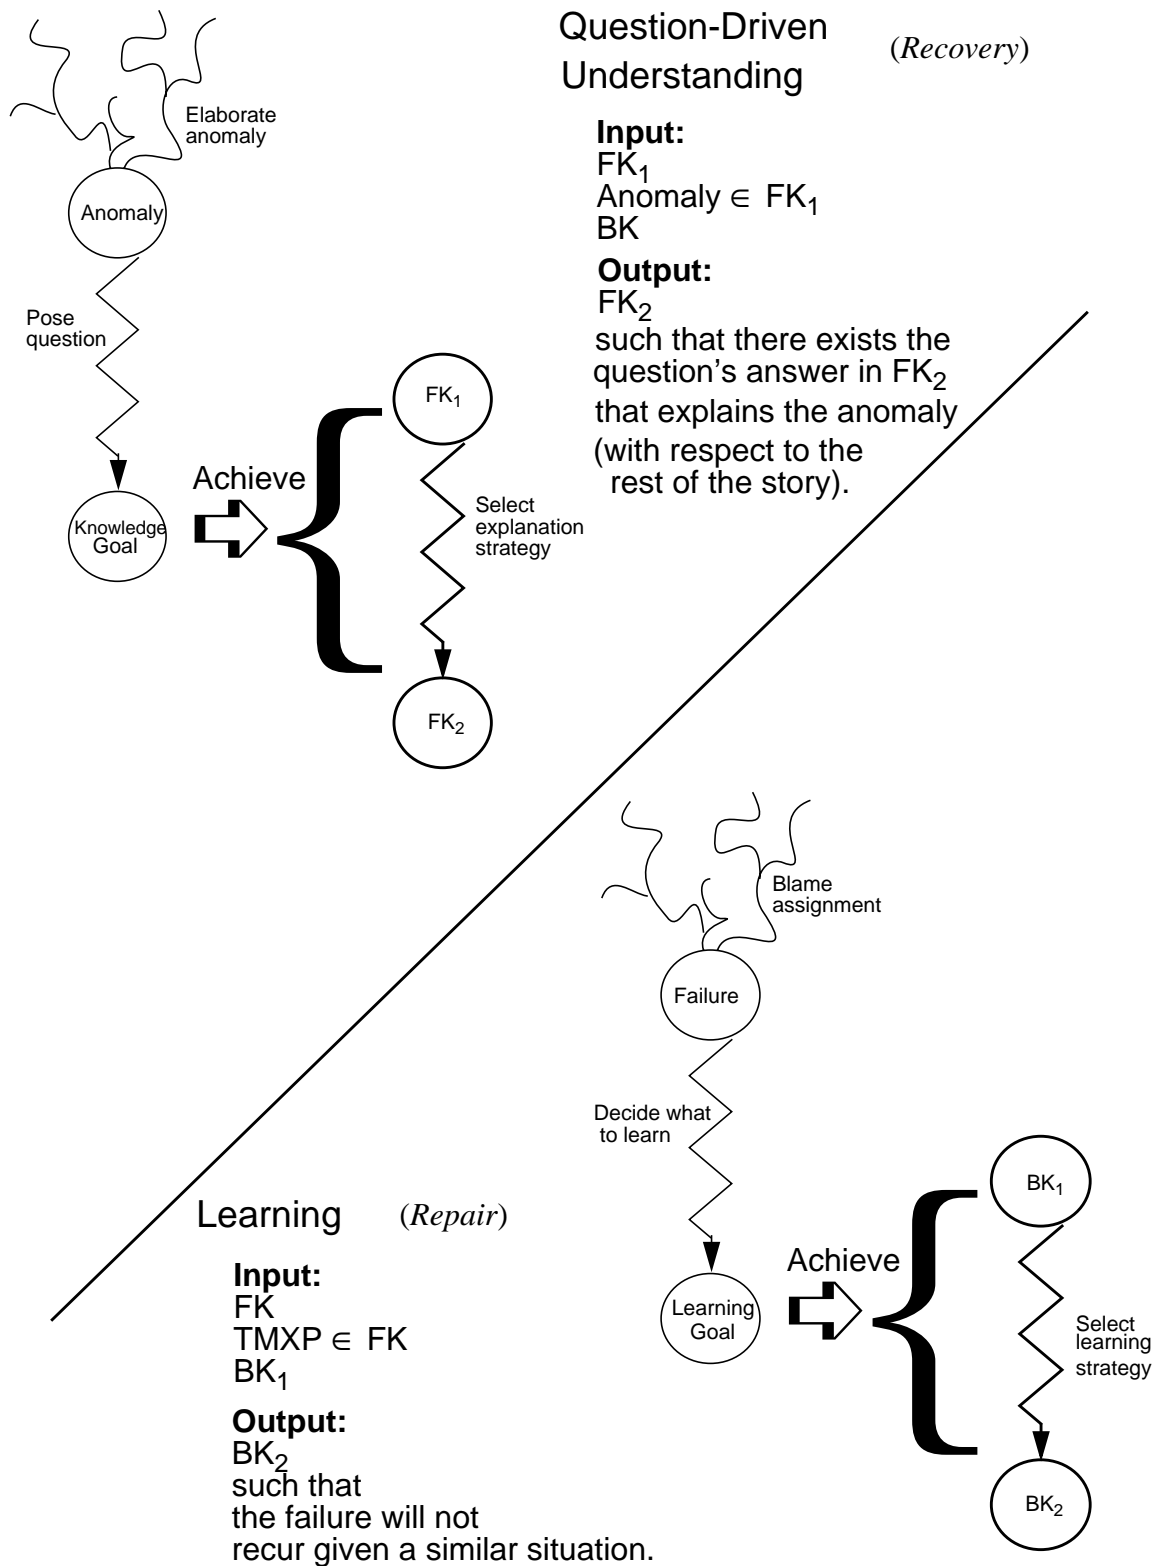 Question-Driven
Understanding
(Recovery)
Elaborate
anomaly
Anomaly
Pose
question
Knowledge
Goal
Achieve
FK1
Select
explanation
strategy
FK2
Input:
FK1
Anomaly ∈ FK1
BK
Output:
FK2
such that there exists the
question’s answer in FK2
that explains the anomaly
(with respect to the
rest of the story).
Blame
assignment
Failure
Decide what
to learn
Learning
Goal
Achieve
BK1
Select
learning
strategy
BK2
Learning
(Repair)
Input:
FK
TMXP ∈ FK
BK1
Output:
BK2
such that
the failure will not
recur given a similar situation.